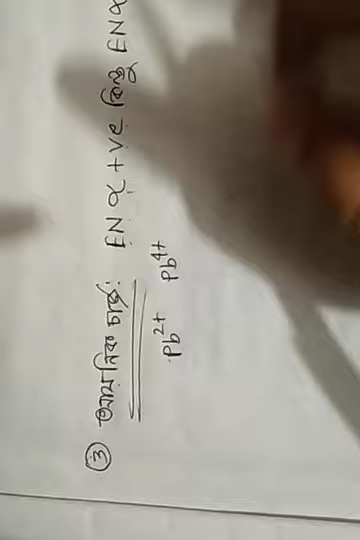 ③ আয়নিক চার্জ: EN ∝ +ve কিন্তু EN ∝
Pb²⁺ Pb⁴⁺